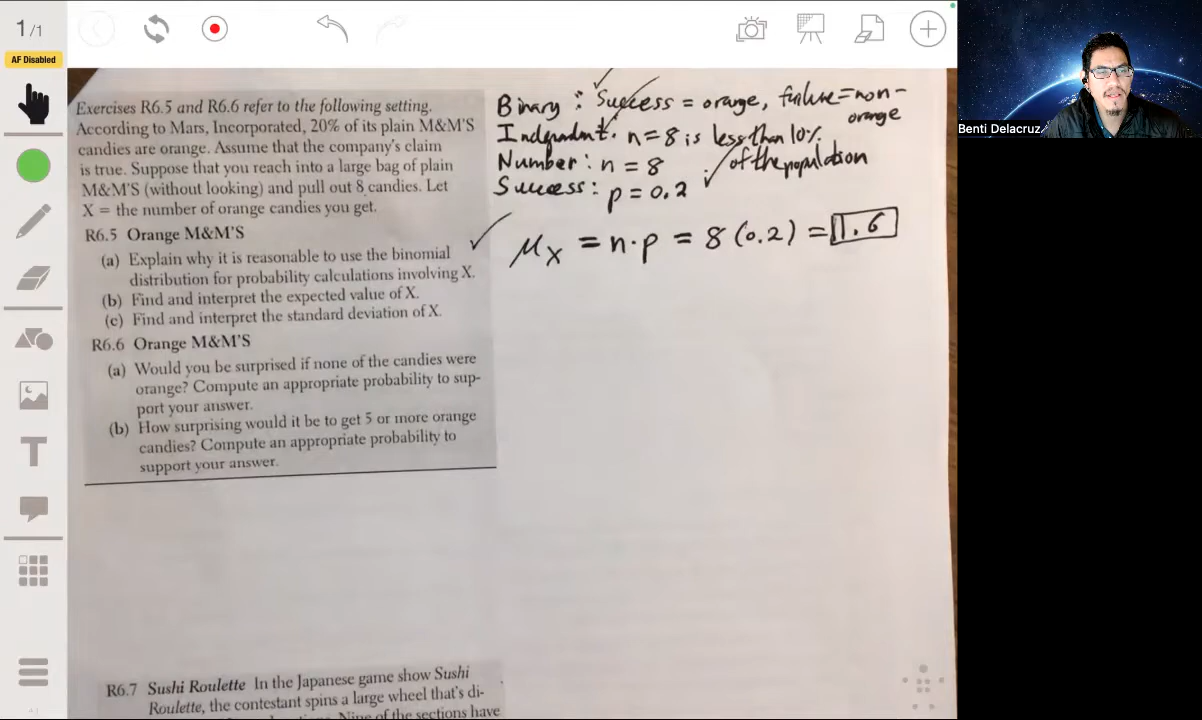 1/1
AF Disabled
Exercises R6.5 and R6.6 refer to the following setting.
According to Mars, Incorporated, 20% of its plain M&M'S
candies are orange. Assume that the company's claim
is true. Suppose that you reach into a large bag of plain
M&M'S (without looking) and pull out 8 candies. Let
X = the number of orange candies you get.
R6.5 Orange M&M'S
(a) Explain why it is reasonable to use the binomial
distribution for probability calculations involving X.
(b) Find and interpret the expected value of X.
(c) Find and interpret the standard deviation of X.
R6.6 Orange M&M'S
(a) Would you be surprised if none of the candies were
orange? Compute an appropriate probability to sup-
port your answer.
(b) How surprising would it be to get 5 or more orange
candies? Compute an appropriate probability to
support your answer.
R6.7 Sushi Roulette In the Japanese game show Sushi
Roulette, the contestant spins a large wheel that's di-
Nine of the sections have
Binary : Success = orange, failure = non-
orange
Independent. n = 8 is less than 10%
of the population
Number: n = 8
Success: p = 0.2
μx = n·p = 8 (0.2) = 1.6
Benti Delacruz
T